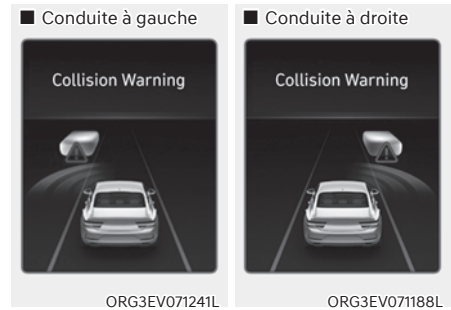 ■ Conduite à gauche
Collision Warning
ORG3EV071241L
■ Conduite à droite
Collision Warning
ORG3EV071188L